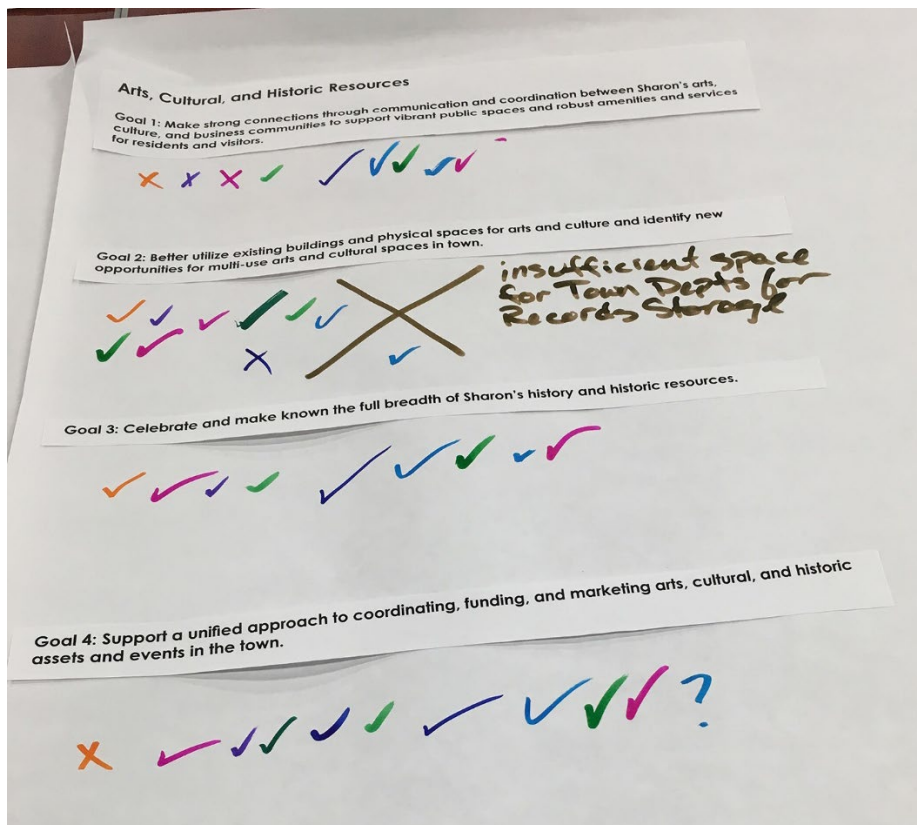 Arts, Cultural, and Historic Resources
Goal 1: Make strong connections through communication and coordination between Sharon's arts,
culture, and business communities to support vibrant public spaces and robust amenities and services
for residents and visitors.
Goal 2: Better utilize existing buildings and physical spaces for arts and culture and identify new
opportunities for multi-use arts and cultural spaces in town.
insufficient space
for Town Depts for
Records Storage
Goal 3: Celebrate and make known the full breadth of Sharon's history and historic resources.
Goal 4: Support a unified approach to coordinating, funding, and marketing arts, cultural, and historic
assets and events in the town.
?